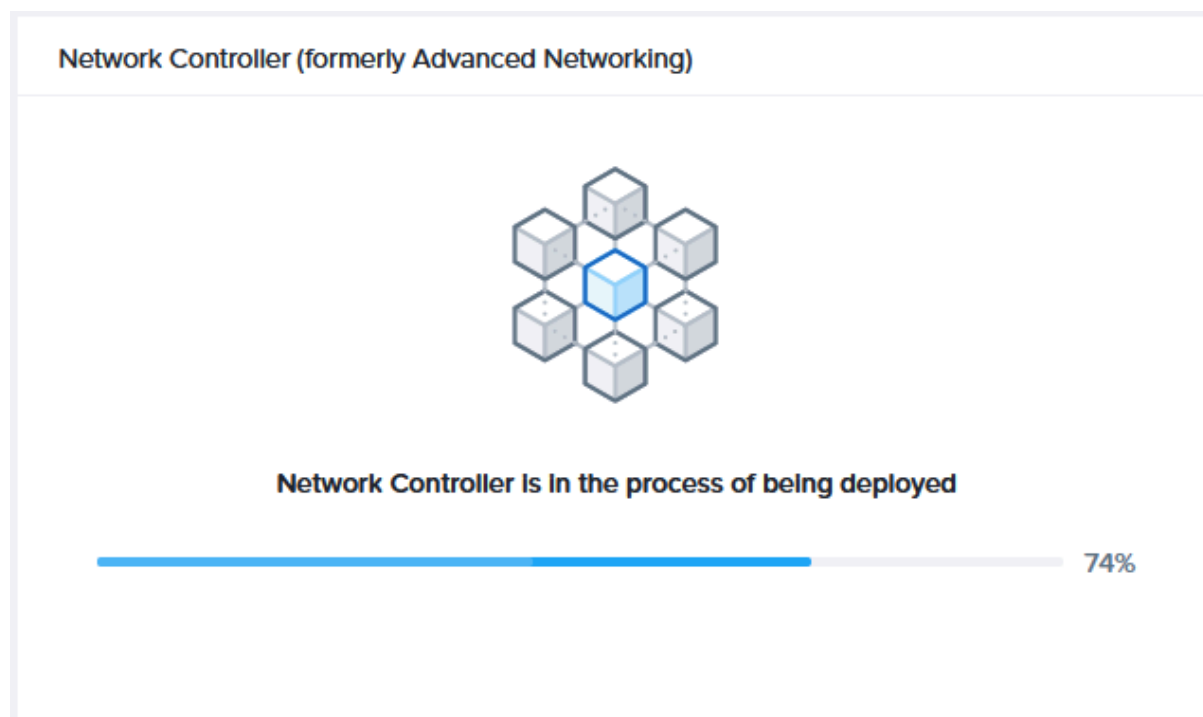 Network Controller (formerly Advanced Networking)
Network Controller is in the process of being deployed
74%